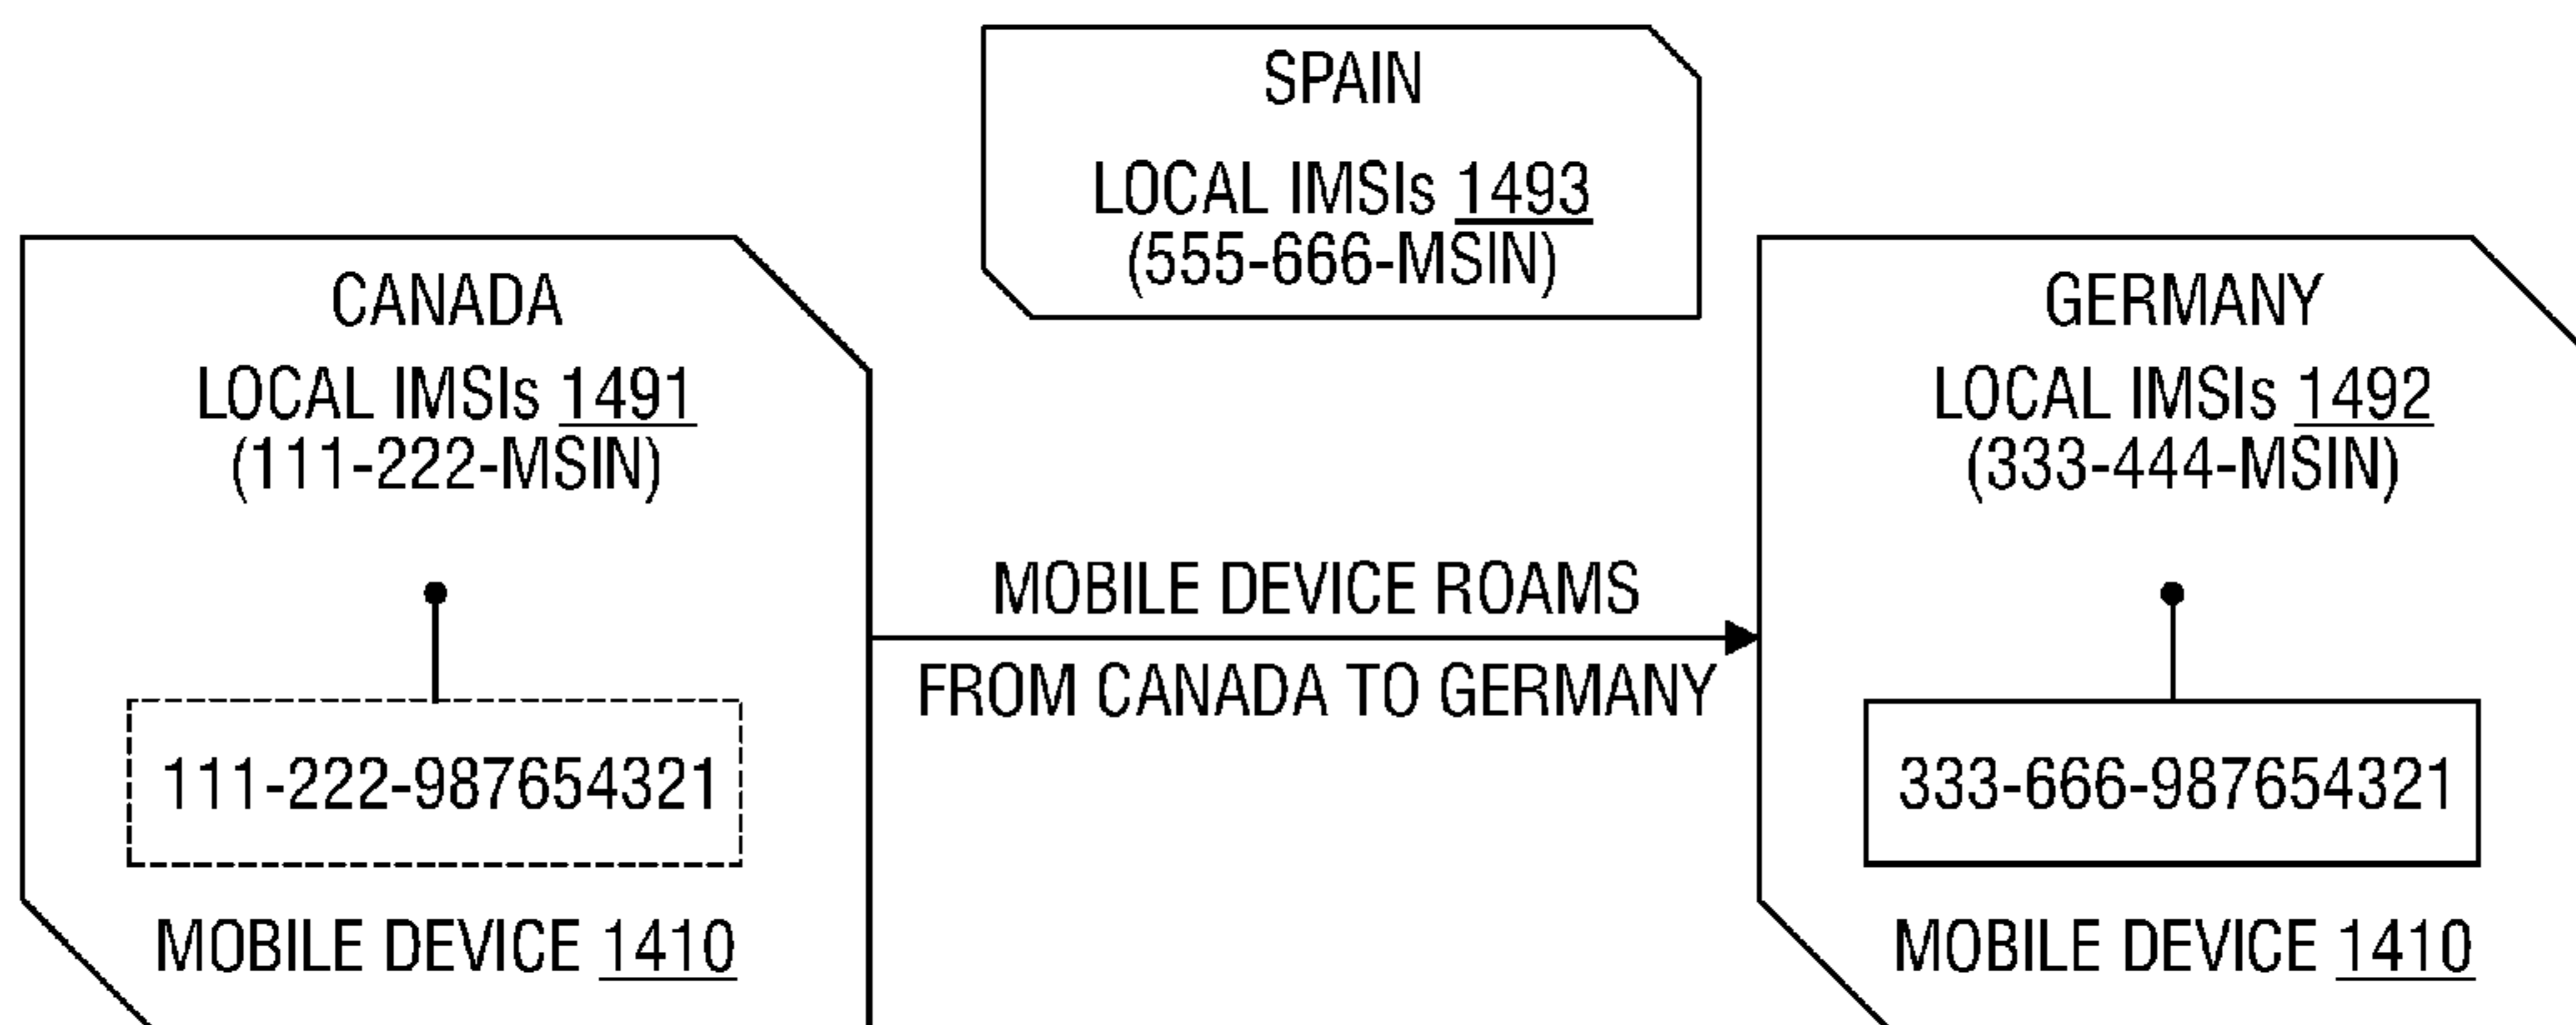 SPAIN
LOCAL IMSIs 1493
(555-666-MSIN)
CANADA
LOCAL IMSIs 1491
(111-222-MSIN)
111-222-987654321
MOBILE DEVICE 1410
MOBILE DEVICE ROAMS
FROM CANADA TO GERMANY
GERMANY
LOCAL IMSIs 1492
(333-444-MSIN)
333-666-987654321
MOBILE DEVICE 1410